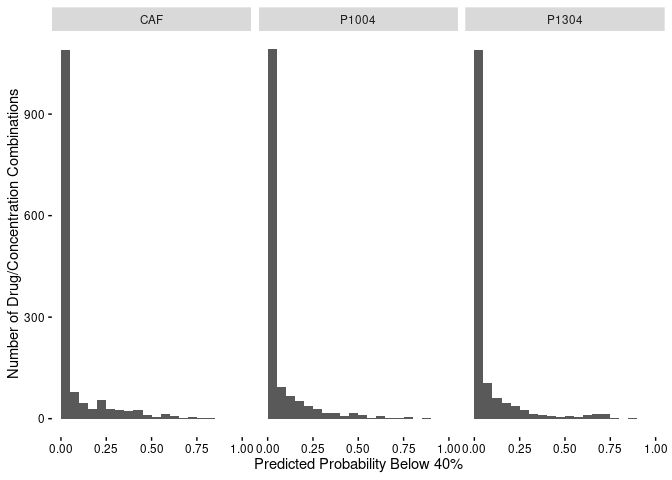 CAF P1004 P1304
Number of Drug/Concentration Combinations
900
600
300
0
0.00 0.25 0.50 0.75 1.00 0.00 0.25 0.50 0.75 1.00 0.00 0.25 0.50 0.75 1.00
Predicted Probability Below 40%